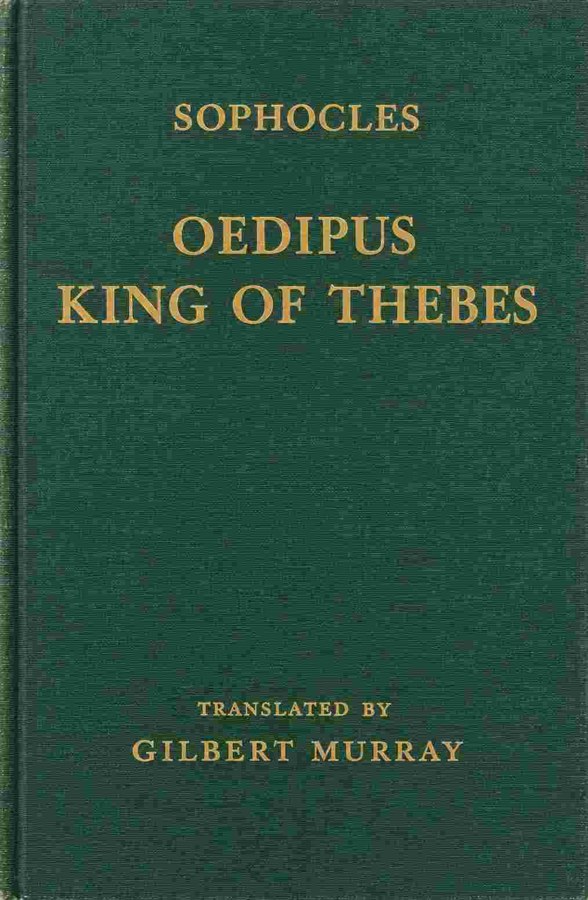 SOPHOCLES
OEDIPUS
KING OF THEBES
TRANSLATED BY
GILBERT MURRAY